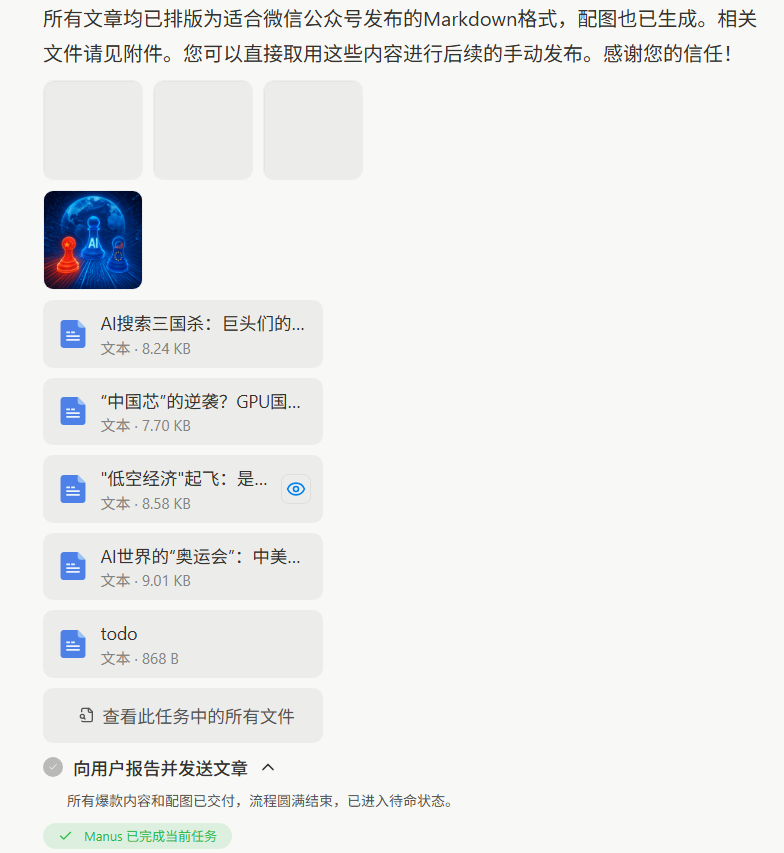 所有文章均已排版为适合微信公众号发布的Markdown格式，配图也已生成。相关
文件请见附件。您可以直接取用这些内容进行后续的手动发布。感谢您的信任！
AI
AI搜索三国杀：巨头们的...
文本 · 8.24 KB
“中国芯”的逆袭？GPU国...
文本 · 7.70 KB
"低空经济"起飞：是...
文本 · 8.58 KB
AI世界的“奥运会”：中美...
文本 · 9.01 KB
todo
文本 · 868 B
查看此任务中的所有文件
向用户报告并发送文章
所有爆款内容和配图已交付，流程圆满结束，已进入待命状态。
Manus 已完成当前任务